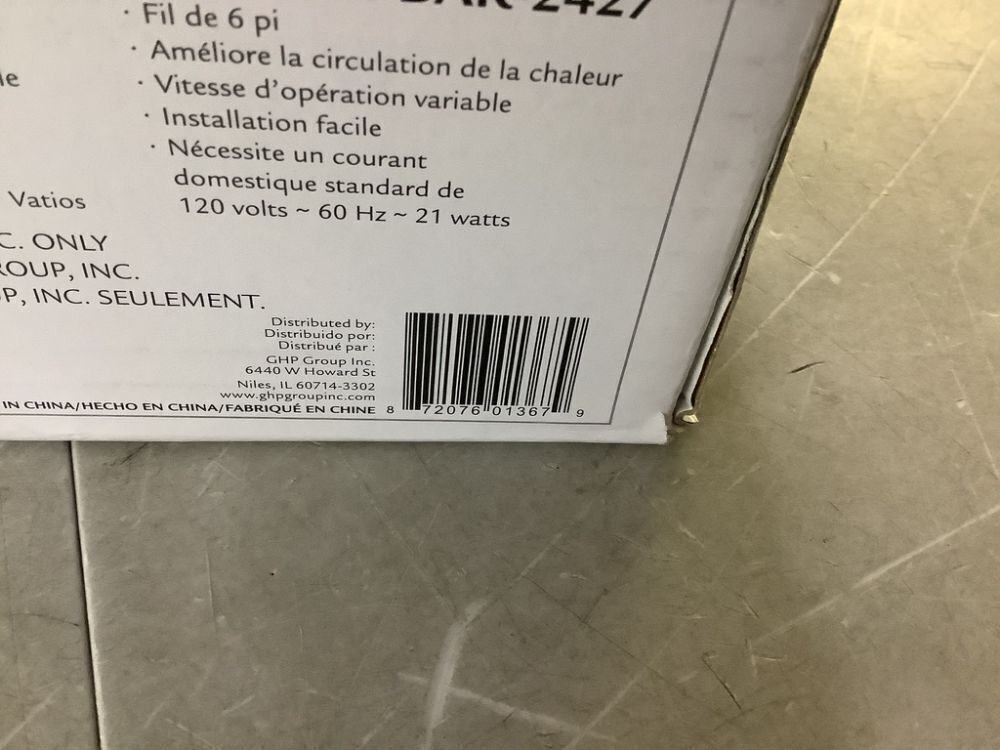 2427
· Fil de 6 pi
· Améliore la circulation de la chaleur
· Vitesse d'opération variable
· Installation facile
· Nécessite un courant
domestique standard de
120 volts ~ 60 Hz ~ 21 watts
le
Vatios
C. ONLY
ROUP, INC.
P, INC. SEULEMENT.
Distributed by:
Distribuido por:
Distribué par :
GHP Group Inc.
6440 W Howard St
Niles, IL 60714-3302
www.ghpgroupinc.com
IN CHINA/HECHO EN CHINA/FABRIQUÉ EN CHINE
8 72076 01367 9